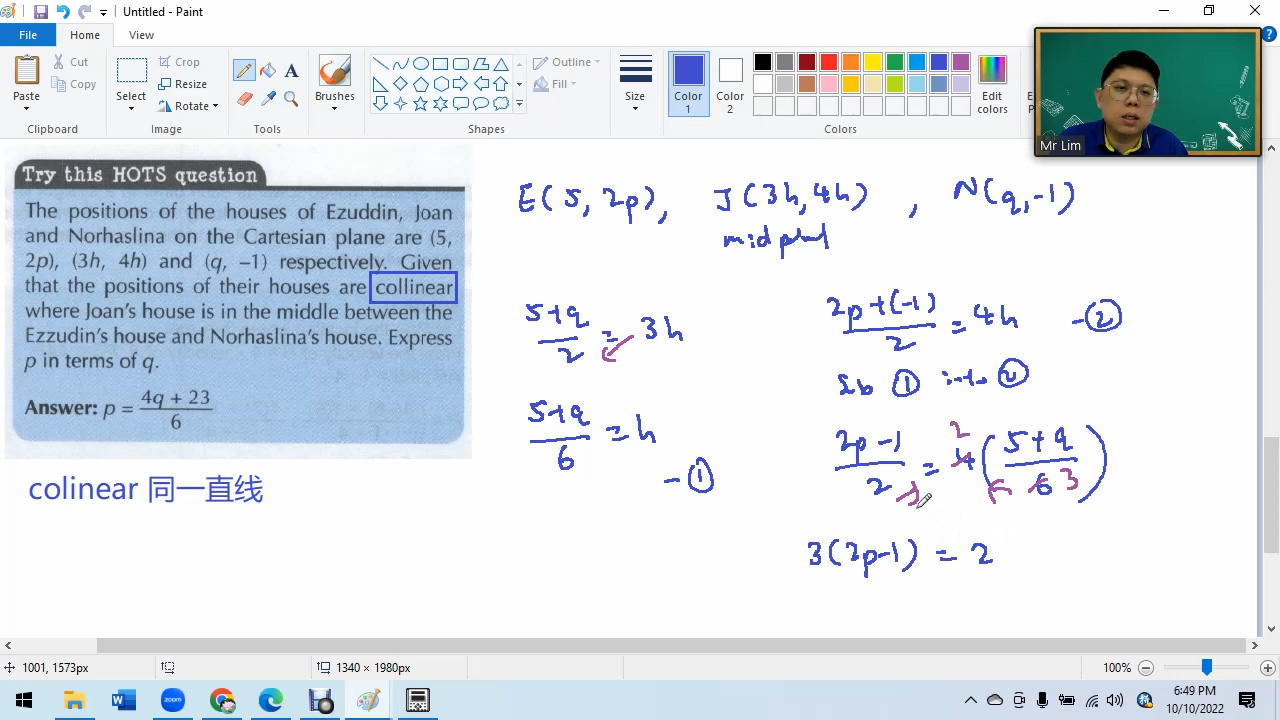 Untitled - Paint
File Home View
Paste Cut Copy Clipboard
Select Crop Resize Rotate Image
Tools
Brushes
Shapes Outline Fill
Size
Color 1 Color 2 Colors Edit colors
Mr Lim
Try this HOTS question
The positions of the houses of Ezuddin, Joan
and Norhaslina on the Cartesian plane are (5,
2p), (3h, 4h) and (q, −1) respectively. Given
that the positions of their houses are collinear
where Joan's house is in the middle between the
Ezzudin's house and Norhaslina's house. Express
p in terms of q.
Answer: p = (4q + 23)/6
colinear 同一直线
E(5, 2p), J(3h, 4h), N(q, -1)
(5+q)/2 = 3h
(5+q)/6 = h - ①
(2p+(-1))/2 = 4h - ②
Sub ① into ②
(2p-1)/2 = 4((5+q)/6) 2 3
3(2p-1) = 2
1001, 1573px
1340 × 1980px
100%
zoom
6:49 PM
10/10/2022